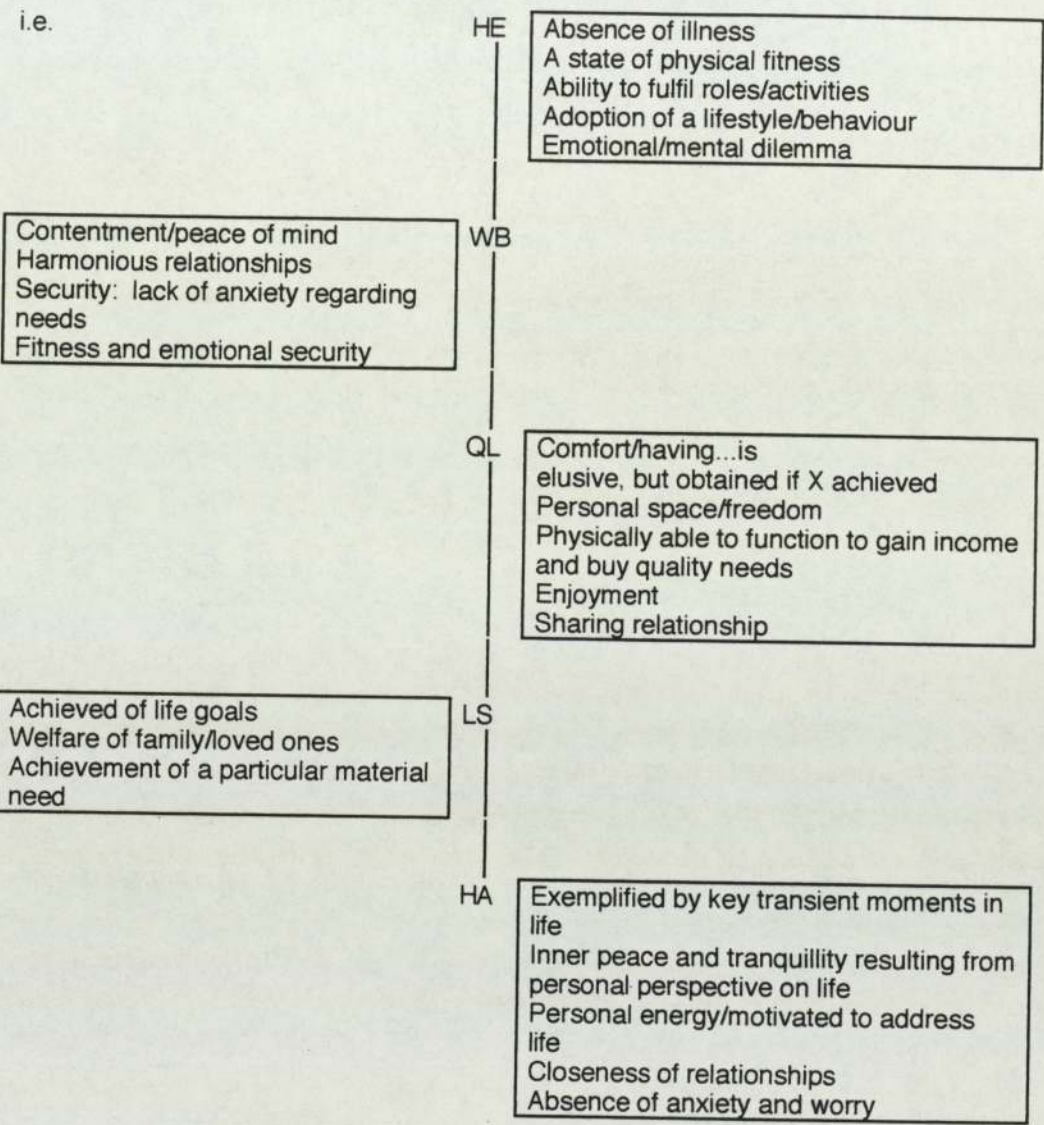 i.e.
HE
Absence of illness
A state of physical fitness
Ability to fulfil roles/activities
Adoption of a lifestyle/behaviour
Emotional/mental dilemma
Contentment/peace of mind
Harmonious relationships
Security: lack of anxiety regarding
needs
Fitness and emotional security
WB
QL
Comfort/having...is
elusive, but obtained if X achieved
Personal space/freedom
Physically able to function to gain income
and buy quality needs
Enjoyment
Sharing relationship
Achieved of life goals
Welfare of family/loved ones
Achievement of a particular material
need
LS
HA
Exemplified by key transient moments in
life
Inner peace and tranquillity resulting from
personal perspective on life
Personal energy/motivated to address
life
Closeness of relationships
Absence of anxiety and worry